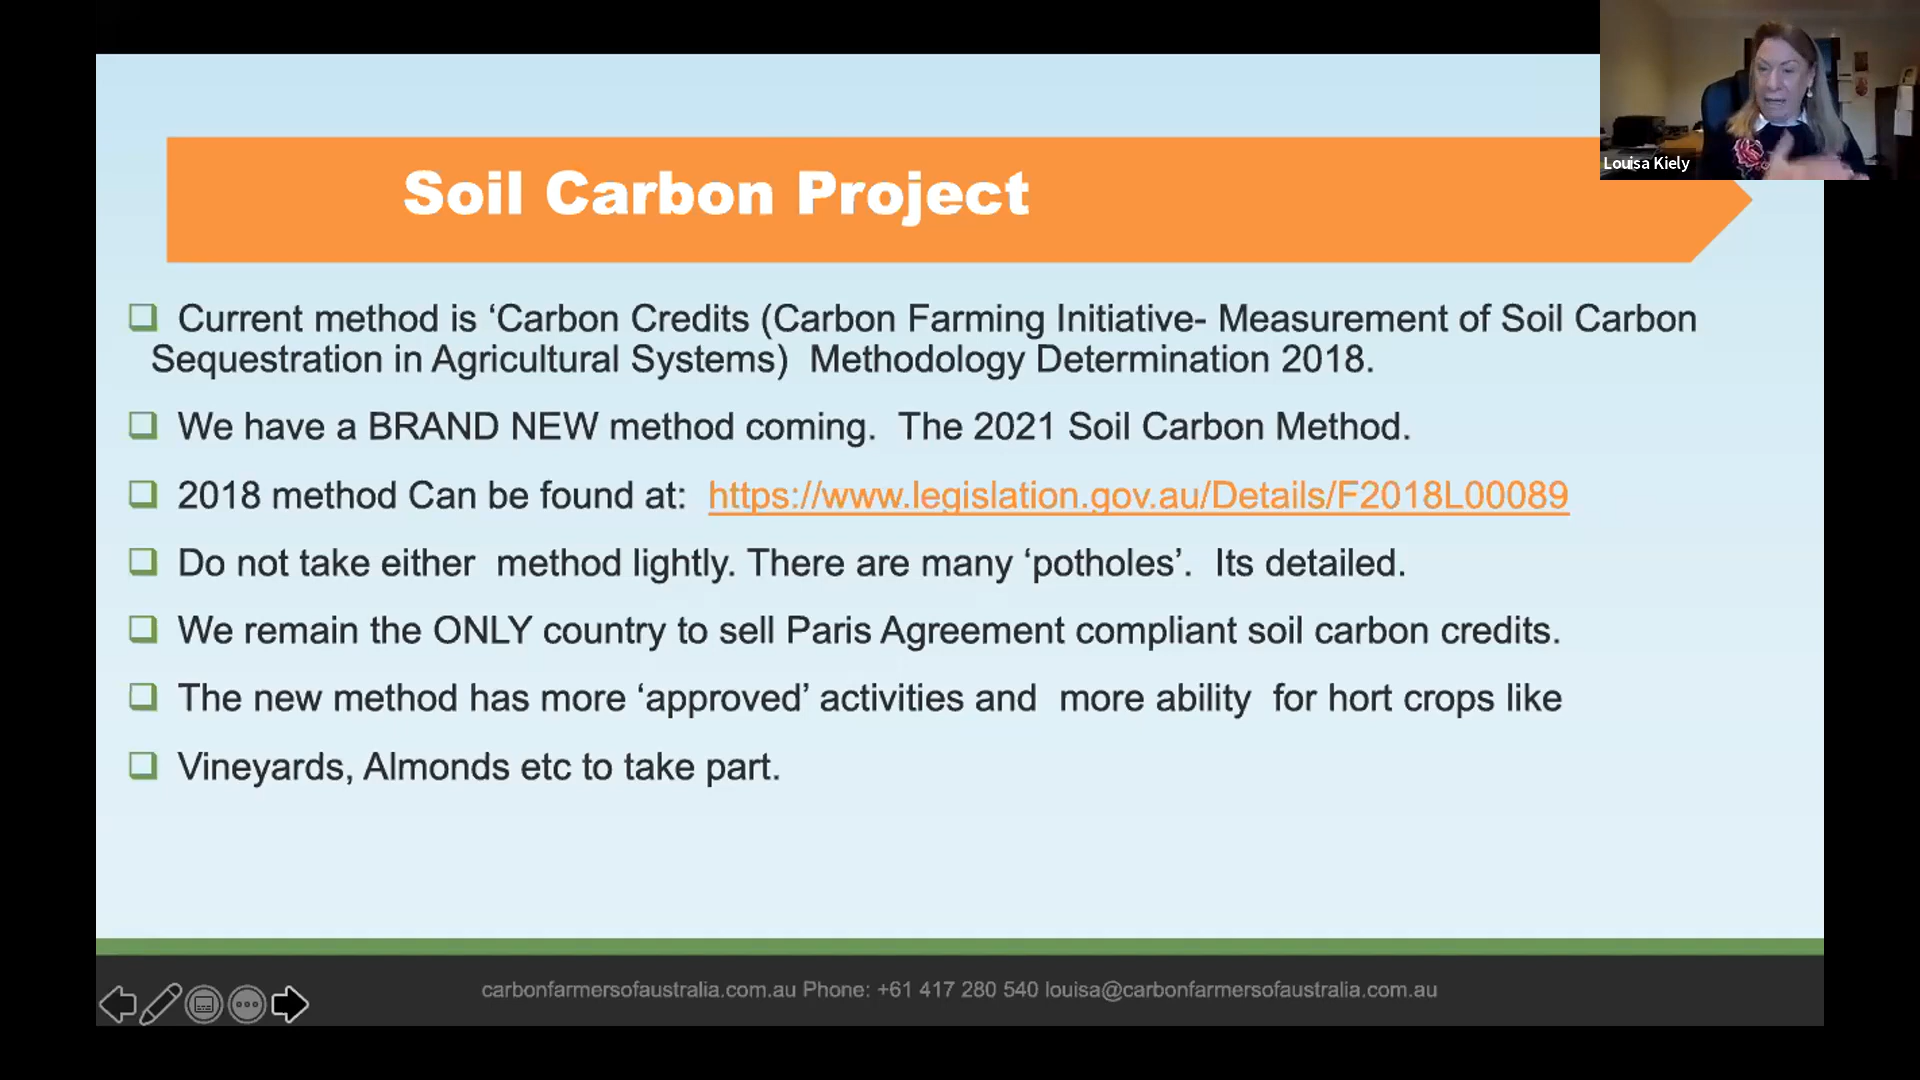 Louisa Kiely
Soil Carbon Project
Current method is ‘Carbon Credits (Carbon Farming Initiative- Measurement of Soil Carbon
Sequestration in Agricultural Systems)  Methodology Determination 2018.
We have a BRAND NEW method coming.  The 2021 Soil Carbon Method.
2018 method Can be found at:  https://www.legislation.gov.au/Details/F2018L00089
Do not take either  method lightly. There are many ‘potholes’.  Its detailed.
We remain the ONLY country to sell Paris Agreement compliant soil carbon credits.
The new method has more ‘approved’ activities and  more ability  for hort crops like
Vineyards, Almonds etc to take part.
carbonfarmersofaustralia.com.au Phone: +61 417 280 540 louisa@carbonfarmersofaustralia.com.au